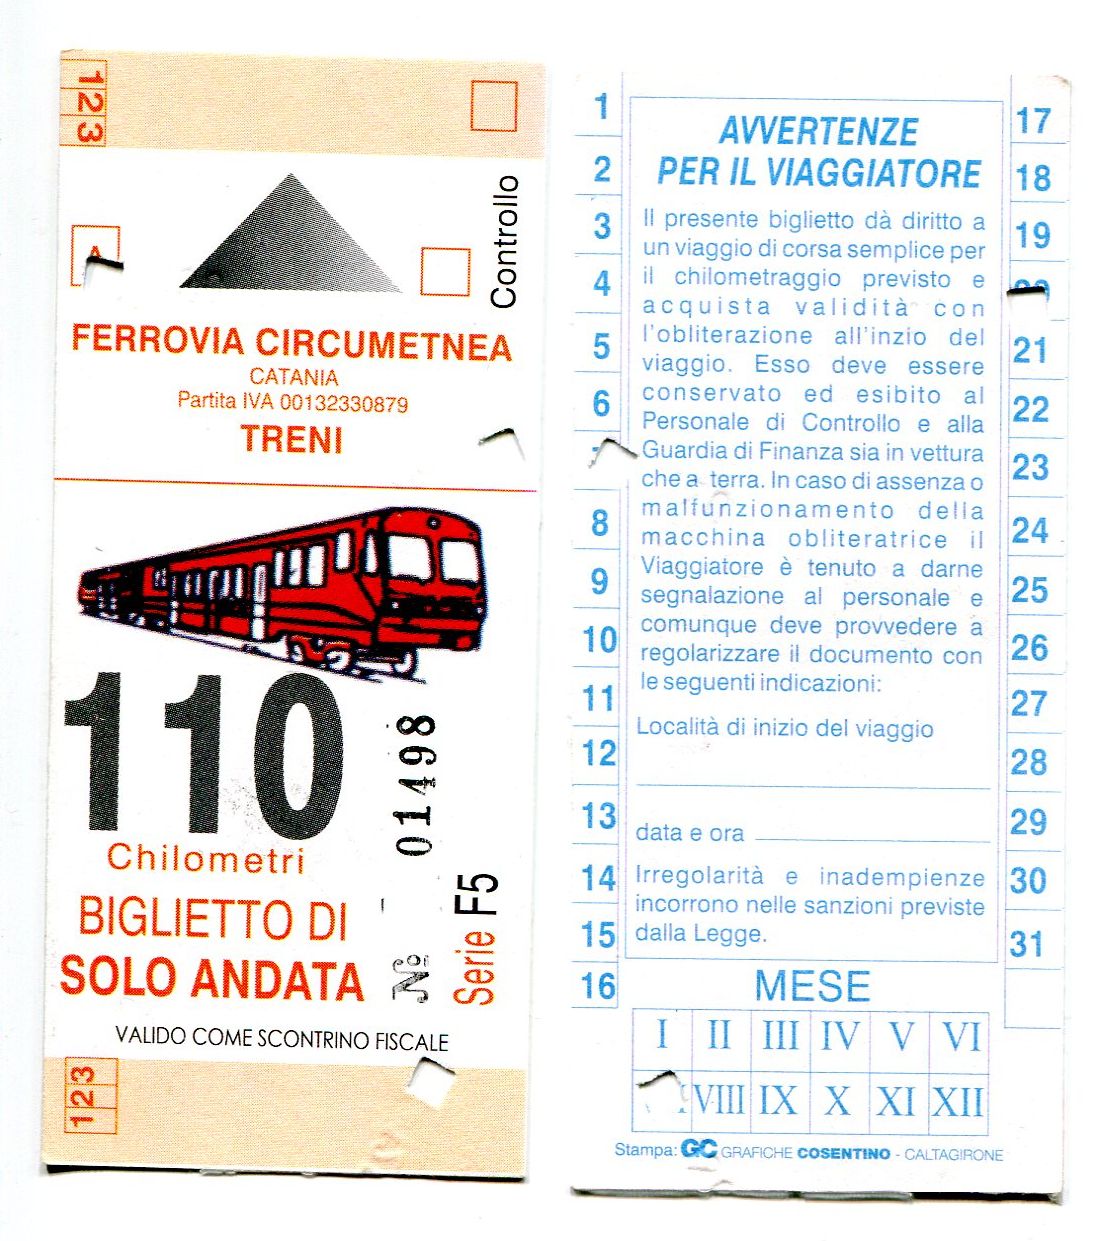 1 2 3
Controllo
A
FERROVIA CIRCUMETNEA
CATANIA
Partita IVA 00132330879
TRENI
110
Chilometri
BIGLIETTO DI
SOLO ANDATA
No 01498
Serie F5
VALIDO COME SCONTRINO FISCALE
1 2 3
1
2
3
4
5
6
8
9
10
11
12
13
14
15
16
AVVERTENZE
PER IL VIAGGIATORE
Il presente biglietto dà diritto a
un viaggio di corsa semplice per
il chilometraggio previsto e
acquista validità con
l'obliterazione all'inzio del
viaggio. Esso deve essere
conservato ed esibito al
Personale di Controllo e alla
Guardia di Finanza sia in vettura
che a terra. In caso di assenza o
malfunzionamento della
macchina obliteratrice il
Viaggiatore è tenuto a darne
segnalazione al personale e
comunque deve provvedere a
regolarizzare il documento con
le seguenti indicazioni:
Località di inizio del viaggio
data e ora
Irregolarità e inadempienze
incorrono nelle sanzioni previste
dalla Legge.
17
18
19
21
22
23
24
25
26
27
28
29
30
31
MESE
I II III IV V VI
VIII IX X XI XII
Stampa: GC GRAFICHE COSENTINO - CALTAGIRONE